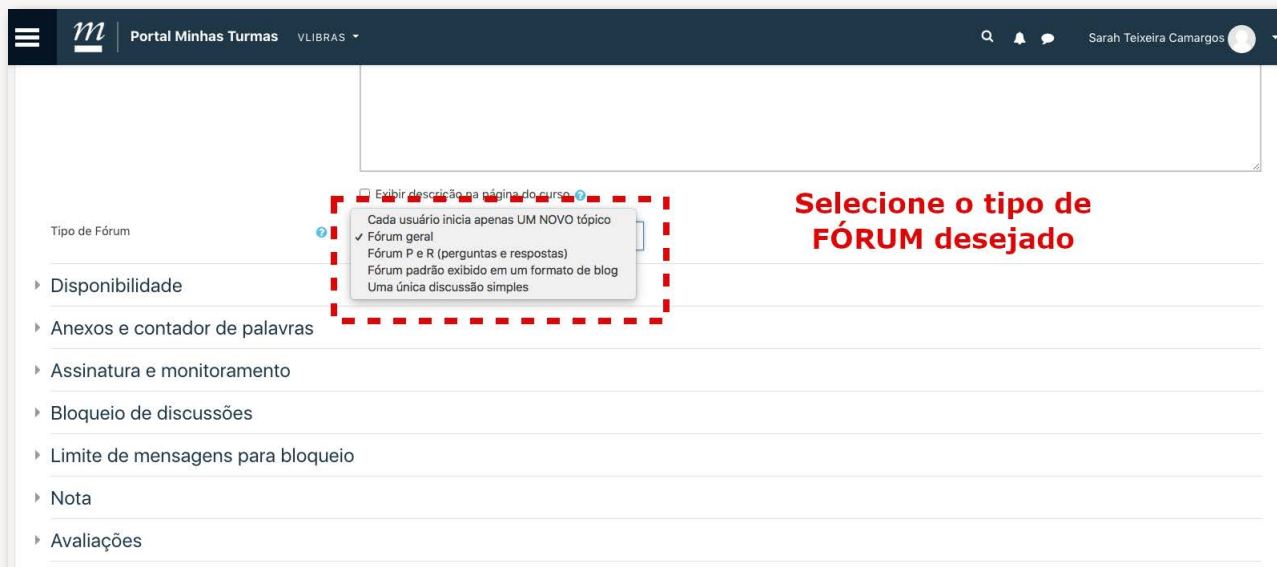 m Portal Minhas Turmas VLIBRAS Sarah Teixeira Camargos
Exibir descrição na página do curso
Tipo de Fórum
Cada usuário inicia apenas UM NOVO tópico
✓ Fórum geral
Fórum P e R (perguntas e respostas)
Fórum padrão exibido em um formato de blog
Uma única discussão simples
Selecione o tipo de
FÓRUM desejado
Disponibilidade
Anexos e contador de palavras
Assinatura e monitoramento
Bloqueio de discussões
Limite de mensagens para bloqueio
Nota
Avaliações